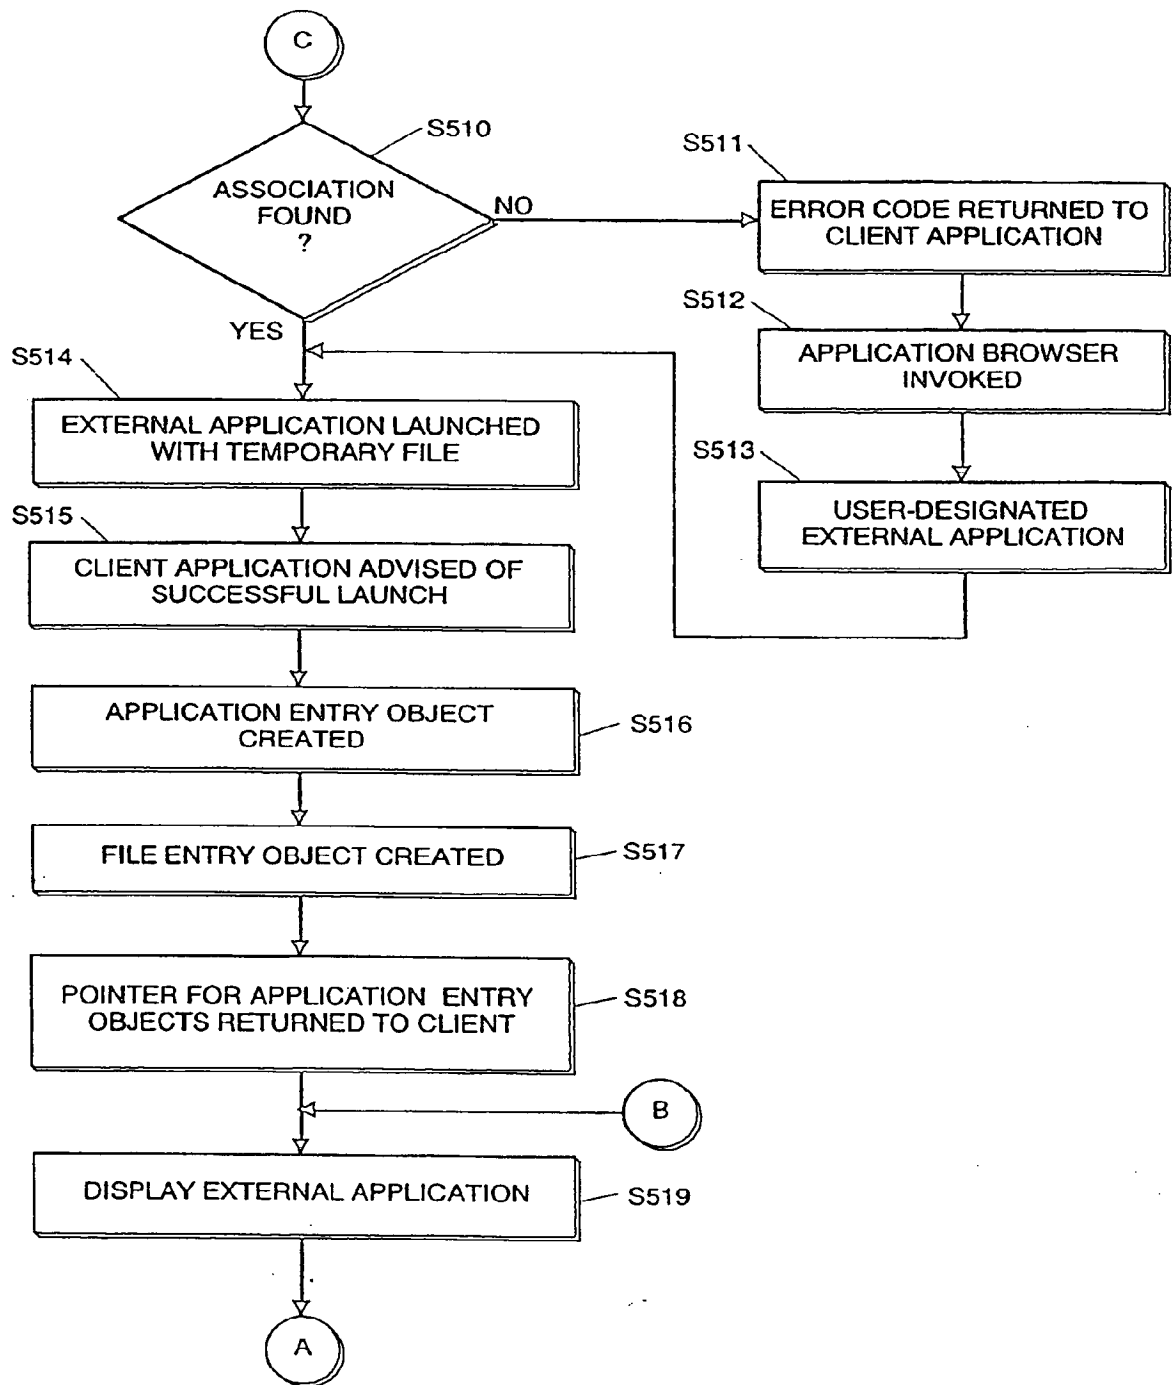 C
S510
ASSOCIATION
FOUND
?
NO
YES
S511
ERROR CODE RETURNED TO
CLIENT APPLICATION
S512
APPLICATION BROWSER
INVOKED
S513
USER-DESIGNATED
EXTERNAL APPLICATION
S514
EXTERNAL APPLICATION LAUNCHED
WITH TEMPORARY FILE
S515
CLIENT APPLICATION ADVISED OF
SUCCESSFUL LAUNCH
APPLICATION ENTRY OBJECT
CREATED
S516
FILE ENTRY OBJECT CREATED
S517
POINTER FOR APPLICATION ENTRY
OBJECTS RETURNED TO CLIENT
S518
B
DISPLAY EXTERNAL APPLICATION
S519
A